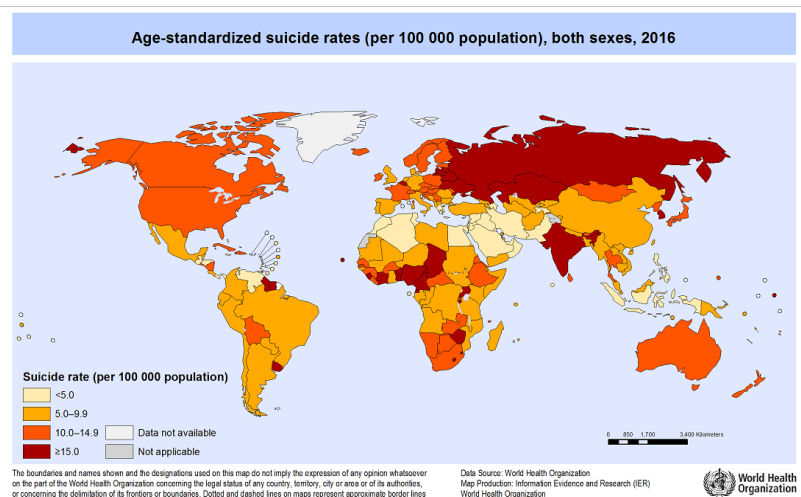 Age-standardized suicide rates (per 100 000 population), both sexes, 2016
Suicide rate (per 100 000 population)
<5.0
5.0–9.9
10.0–14.9
≥15.0
Data not available
Not applicable
0 850 1,700 3,400 Kilometers
The boundaries and names shown and the designations used on this map do not imply the expression of any opinion whatsoever
on the part of the World Health Organization concerning the legal status of any country, territory, city or area or of its authorities,
or concerning the delimitation of its frontiers or boundaries. Dotted and dashed lines on maps represent approximate border lines
Data Source: World Health Organization
Map Production: Information Evidence and Research (IER)
World Health Organization
World Health
Organization